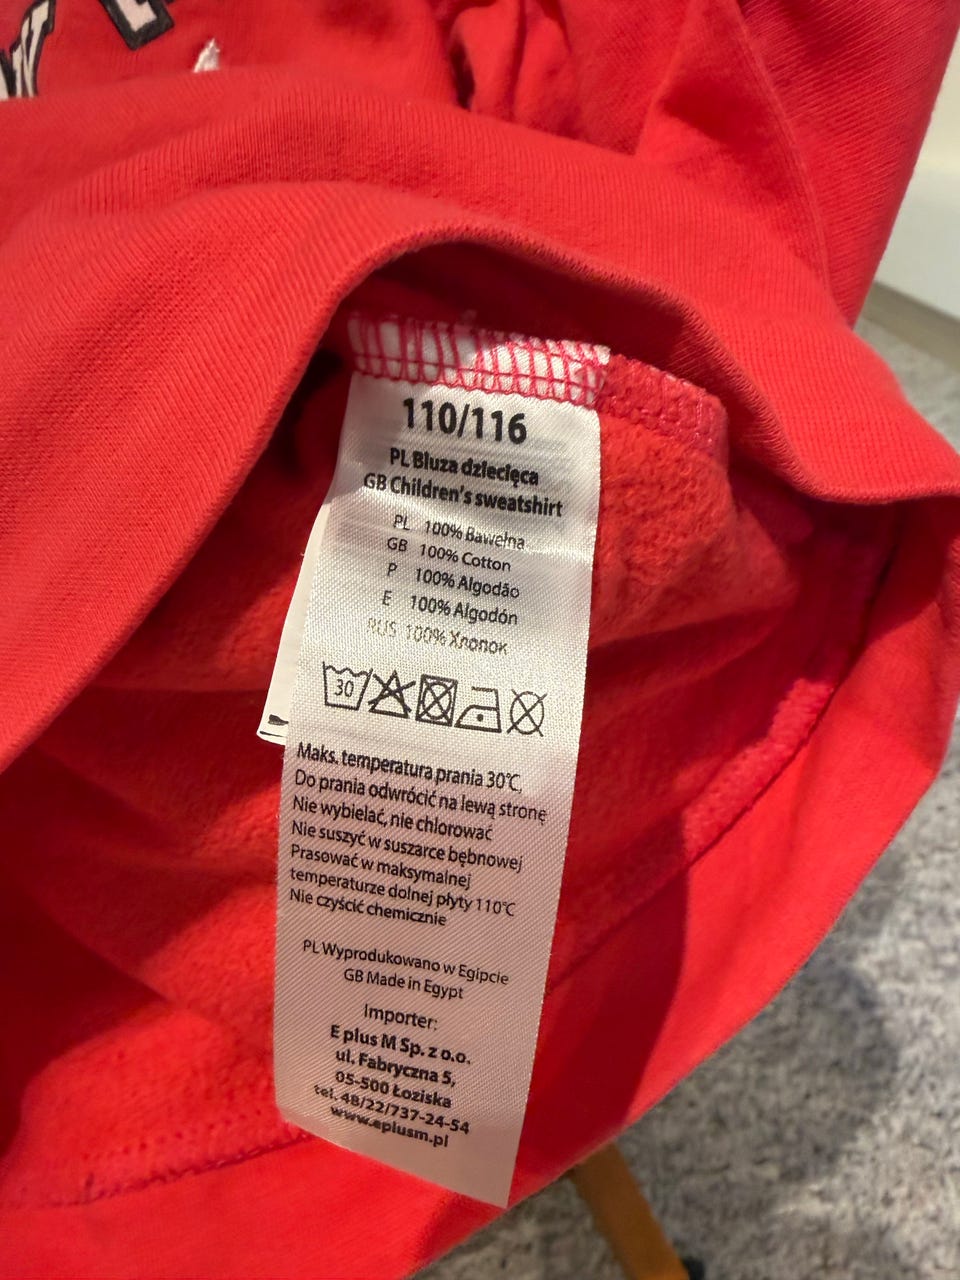 110/116
PL Bluza dziecięca
GB Children's sweatshirt
PL 100% Bawełna
GB 100% Cotton
P 100% Algodão
E 100% Algodón
RUS 100% Хлопок
30
Maks. temperatura prania 30°C,
Do prania odwrócić na lewą stronę
Nie wybielać, nie chlorować
Nie suszyć w suszarce bębnowej
Prasować w maksymalnej
temperaturze dolnej płyty 110°C
Nie czyścić chemicznie
PL Wyprodukowano w Egipcie
GB Made in Egypt
Importer:
E plus M Sp. z o.o.
ul. Fabryczna 5,
05-500 Łoziska
tel. 48/22/737-24-54
www.eplusm.pl